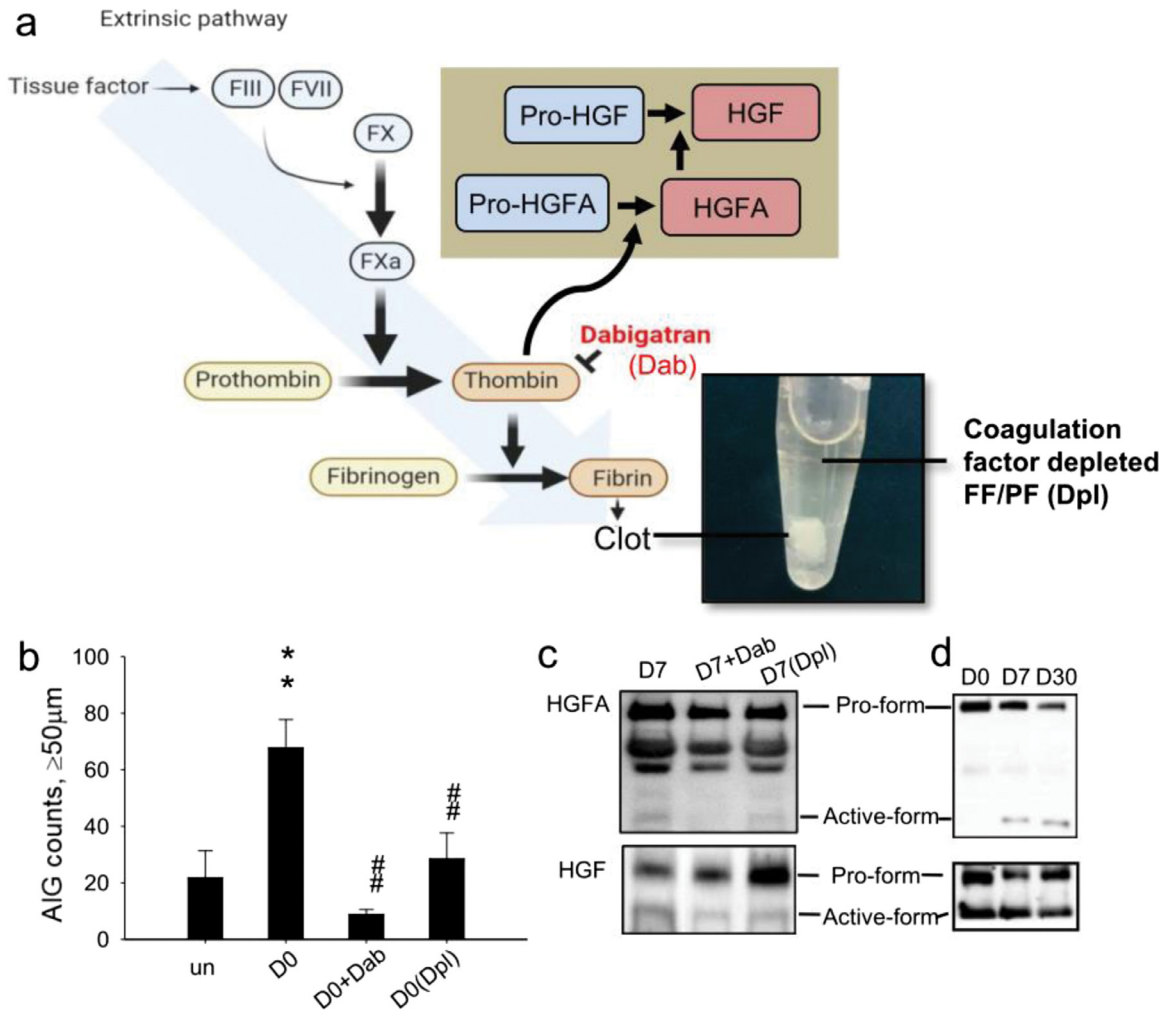 a
Extrinsic pathway
Tissue factor
FIII
FVII
FX
Pro-HGF
HGF
Pro-HGFA
HGFA
FXa
Dabigatran
(Dab)
Prothombin
Thombin
Coagulation
factor depleted
FF/PF (Dpl)
Fibrinogen
Fibrin
Clot
b
AIG counts, ≥50μm
100
80
60
40
20
0
*
*
#
#
#
#
un
D0
D0+Dab
D0(Dpl)
c
D7
D7+Dab
D7(Dpl)
HGFA
Pro-form
Active-form
HGF
Pro-form
Active-form
d
D0 D7 D30